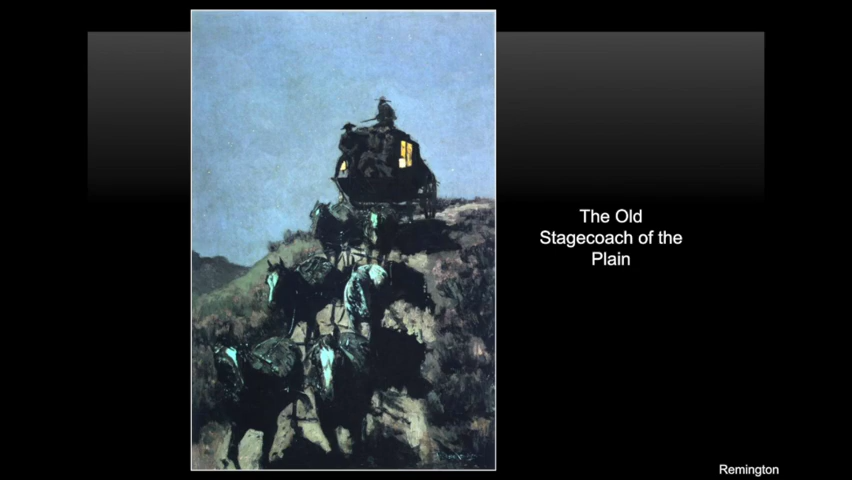 The Old
Stagecoach of the
Plain
Remington